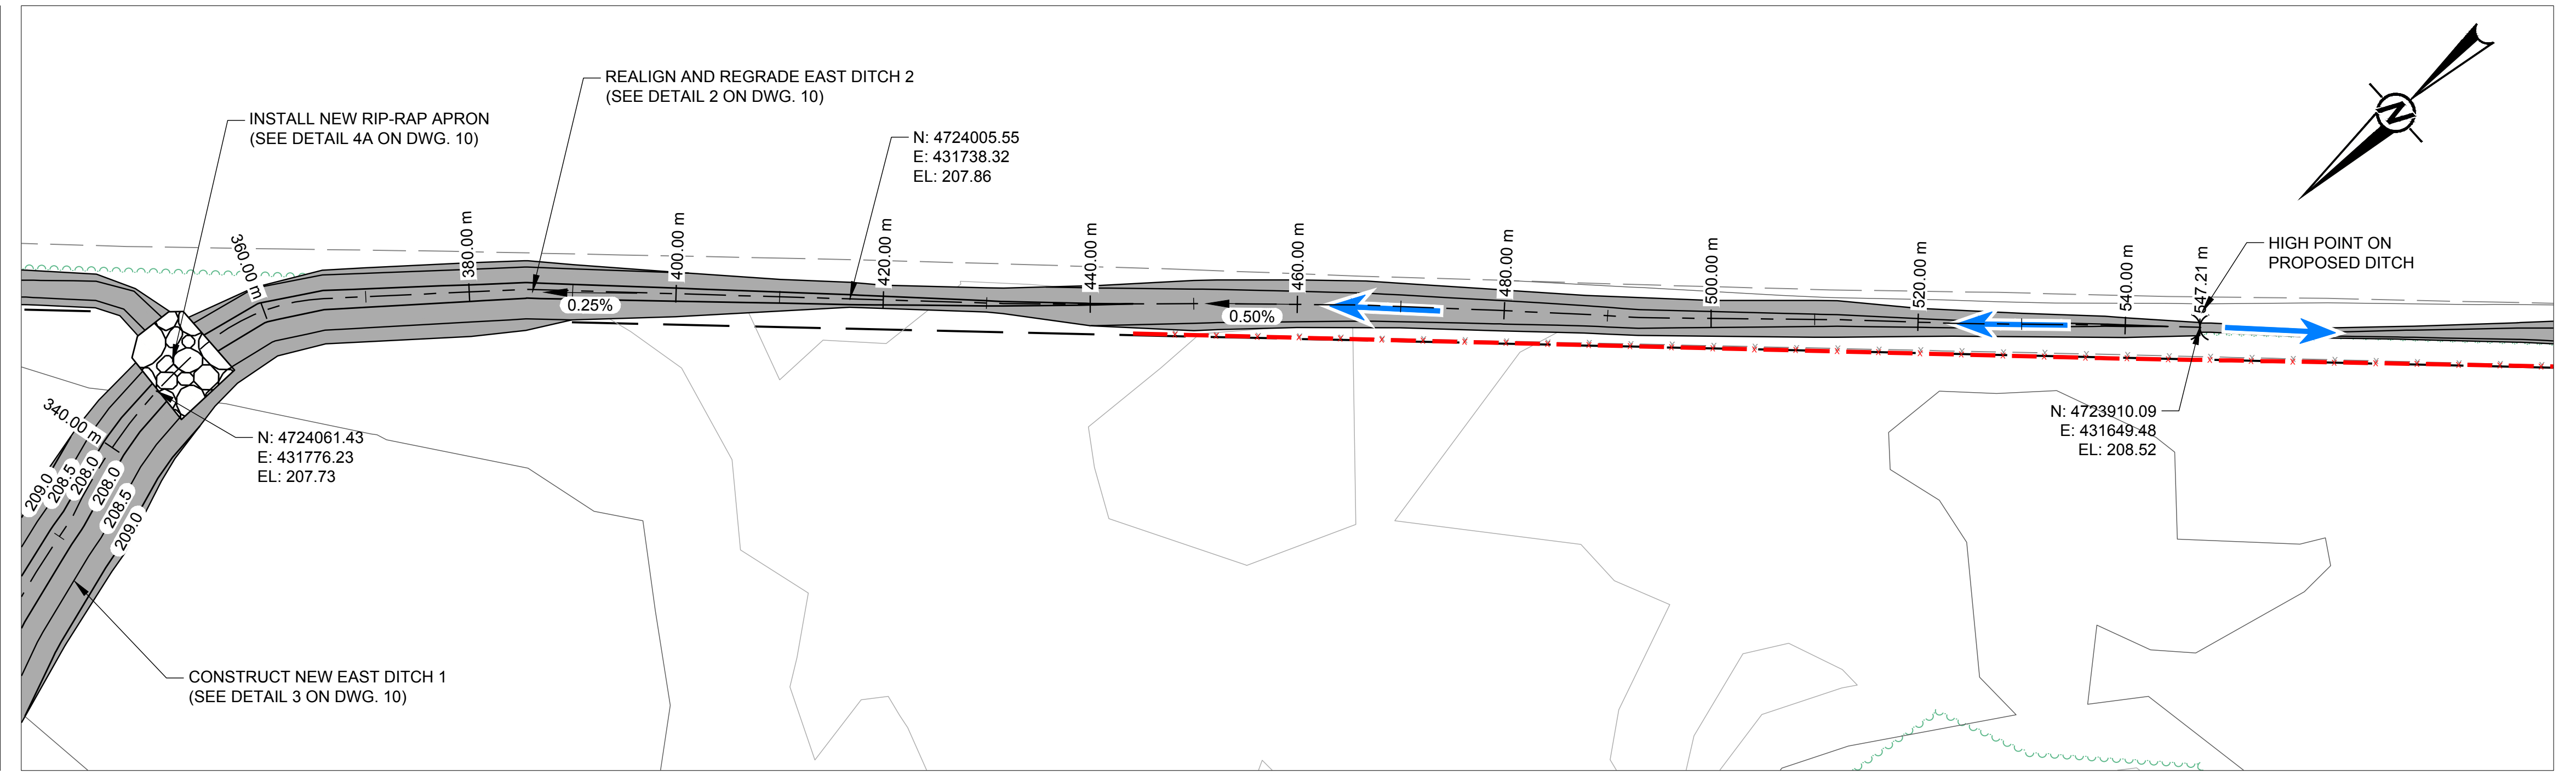 REALIGN AND REGRADE EAST DITCH 2
(SEE DETAIL 2 ON DWG. 10)
INSTALL NEW RIP-RAP APRON
(SEE DETAIL 4A ON DWG. 10)
N: 4724005.55
E: 431738.32
EL: 207.86
N
HIGH POINT ON
PROPOSED DITCH
360.00 m
380.00 m
400.00 m
420.00 m
440.00 m
460.00 m
480.00 m
500.00 m
520.00 m
540.00 m
547.21 m
0.25%
0.50%
340.00 m
N: 4724061.43
E: 431776.23
EL: 207.73
N: 4723910.09
E: 431649.48
EL: 208.52
209.0
208.5
208.0
208.0
208.5
209.0
CONSTRUCT NEW EAST DITCH 1
(SEE DETAIL 3 ON DWG. 10)